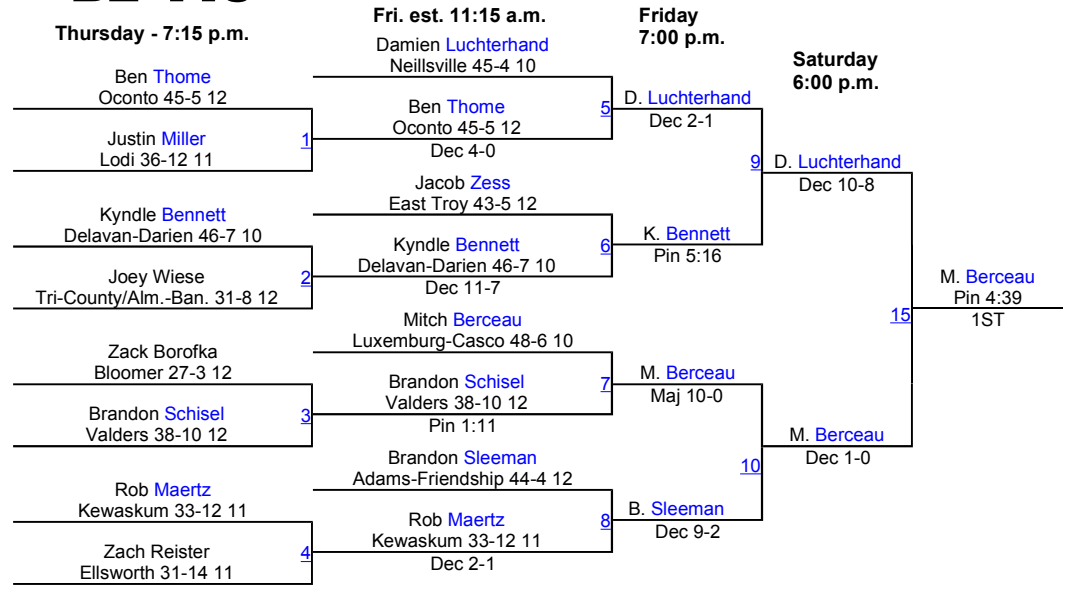 Thursday - 7:15 p.m.
Ben Thome
Oconto 45-5 12
Justin Miller
Lodi 36-12 11
1
Kyndle Bennett
Delavan-Darien 46-7 10
Joey Wiese
Tri-County/Alm.-Ban. 31-8 12
2
Zack Borofka
Bloomer 27-3 12
Brandon Schisel
Valders 38-10 12
3
Rob Maertz
Kewaskum 33-12 11
Zach Reister
Ellsworth 31-14 11
4
Fri. est. 11:15 a.m.
Damien Luchterhand
Neillsville 45-4 10
Ben Thome
Oconto 45-5 12
Dec 4-0
5
Jacob Zess
East Troy 43-5 12
Kyndle Bennett
Delavan-Darien 46-7 10
Dec 11-7
6
Mitch Berceau
Luxemburg-Casco 48-6 10
Brandon Schisel
Valders 38-10 12
Pin 1:11
7
Brandon Sleeman
Adams-Friendship 44-4 12
Rob Maertz
Kewaskum 33-12 11
Dec 2-1
8
Friday
7:00 p.m.
D. Luchterhand
Dec 2-1
9
K. Bennett
Pin 5:16
M. Berceau
Maj 10-0
10
B. Sleeman
Dec 9-2
Saturday
6:00 p.m.
D. Luchterhand
Dec 10-8
M. Berceau
Dec 1-0
15
M. Berceau
Pin 4:39
1ST